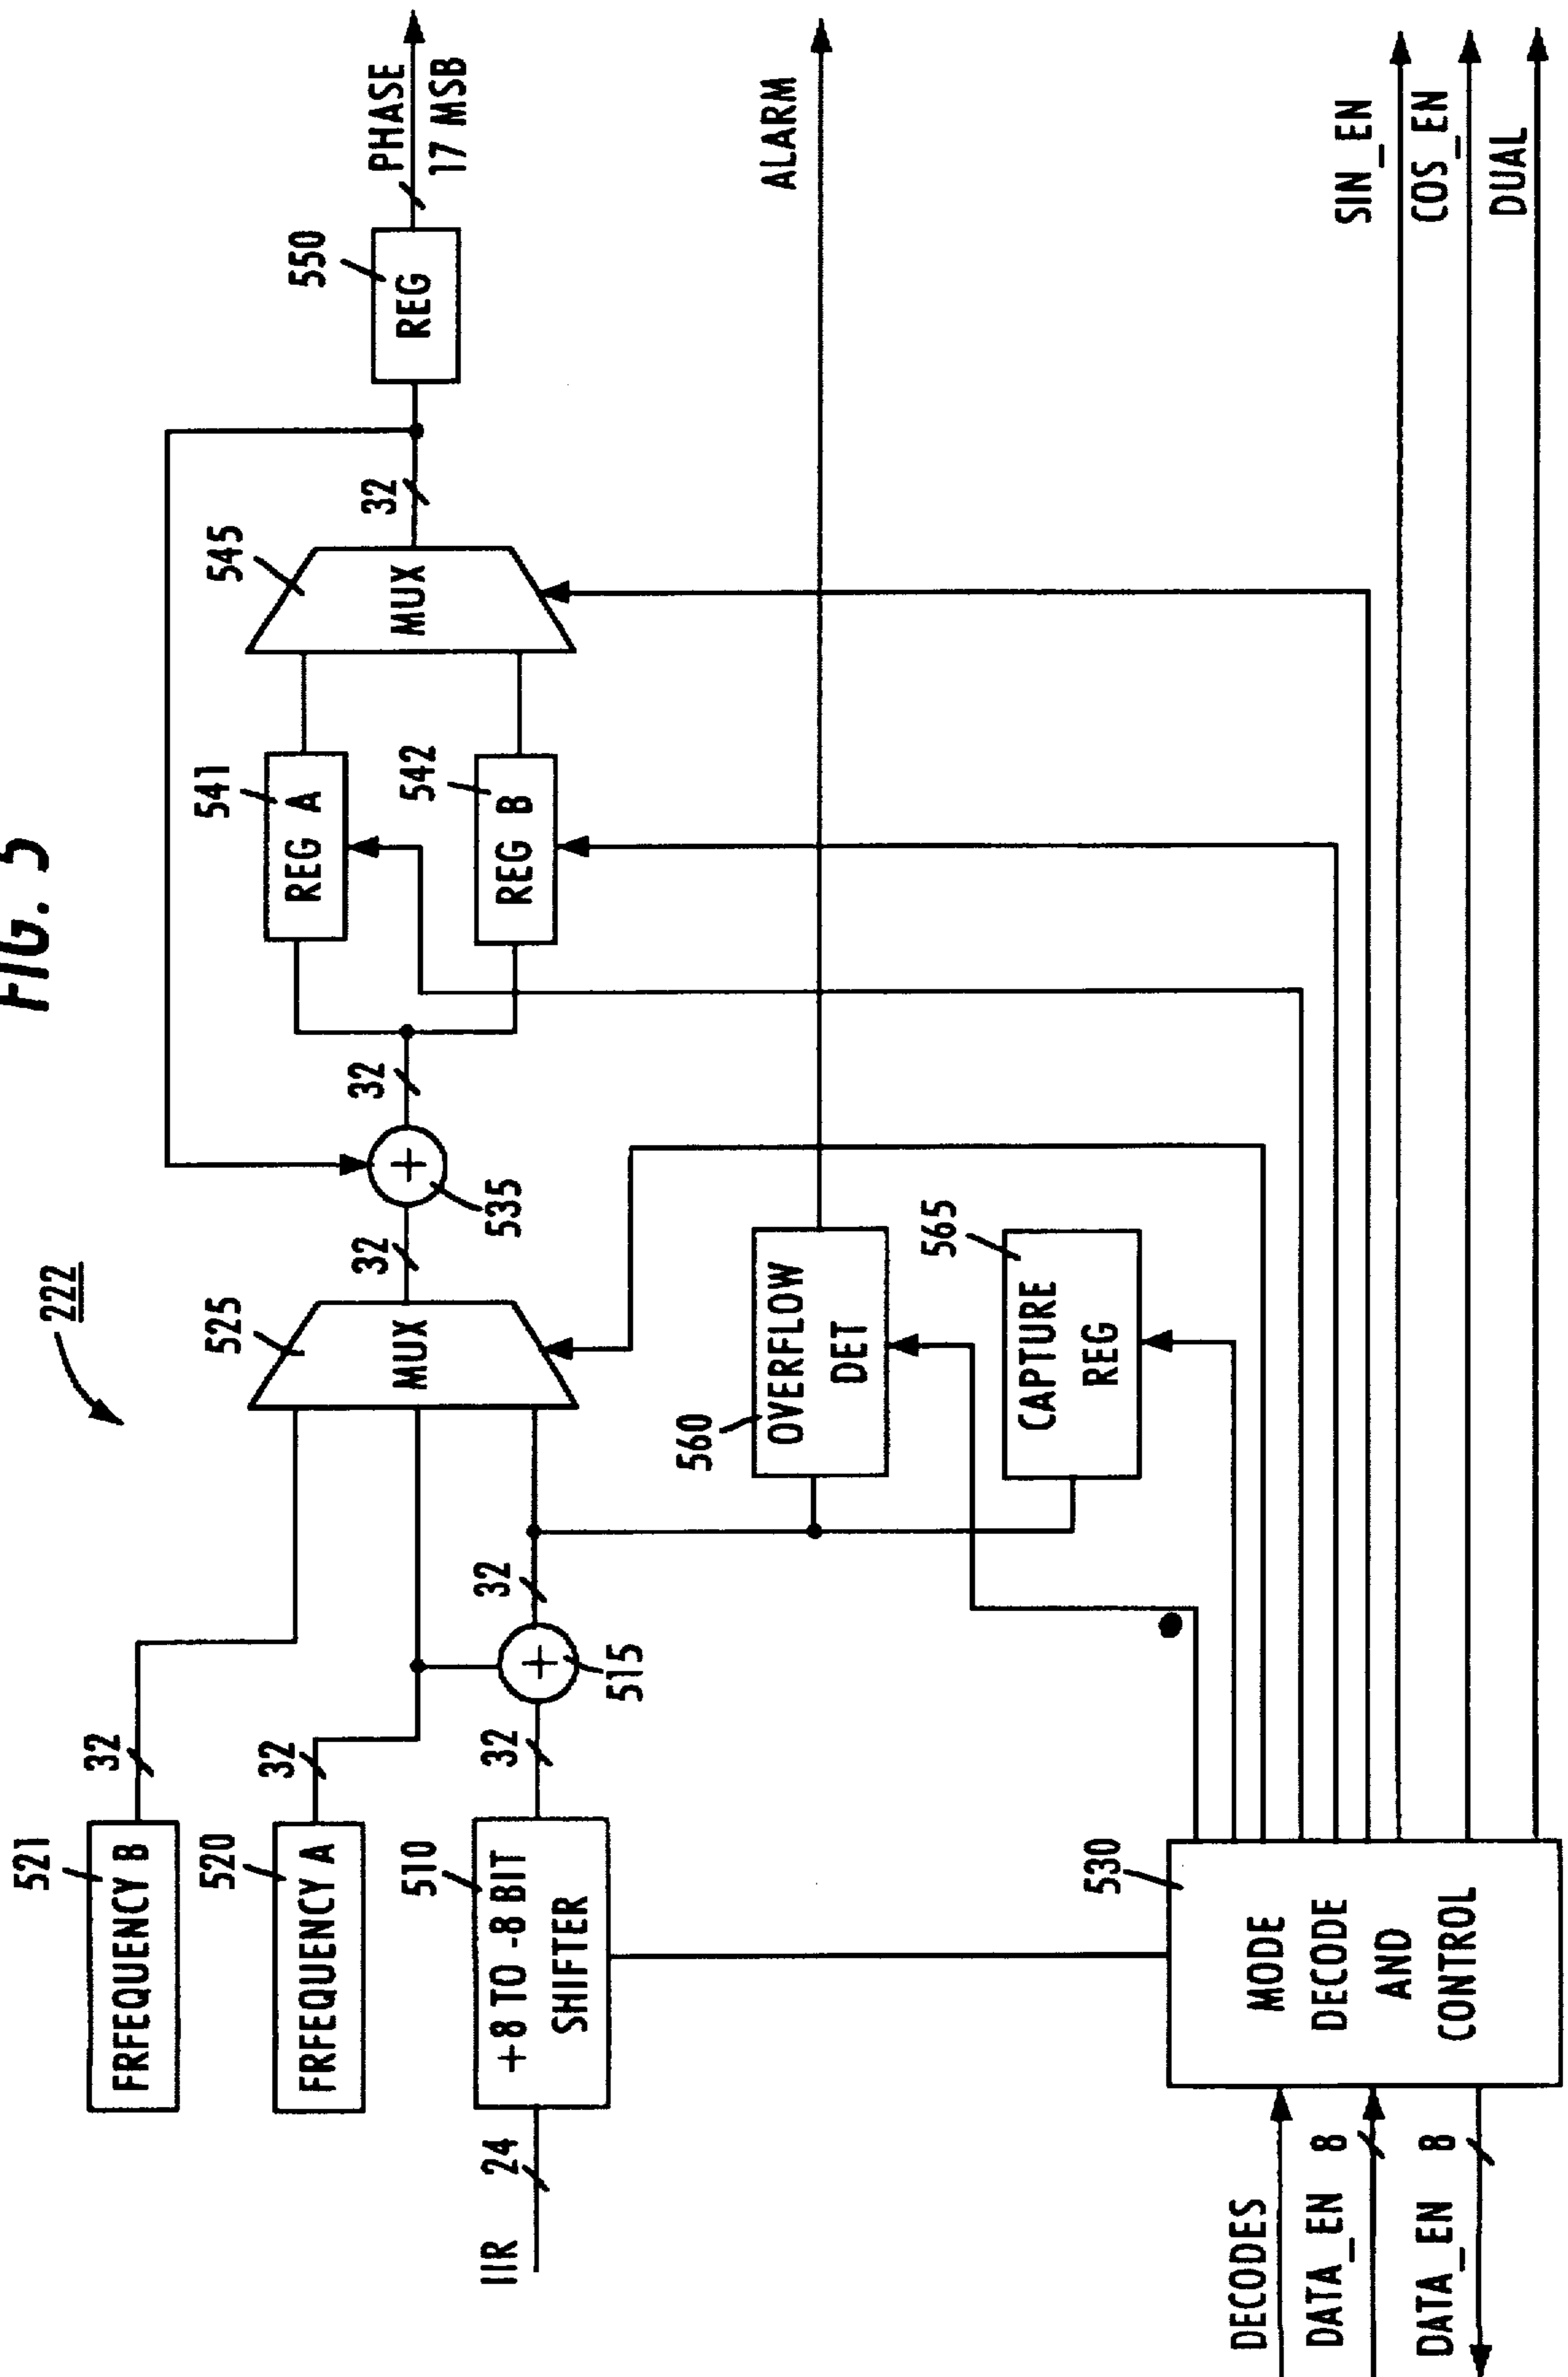 FIG. 5
222
521
FRFEQUENCY B
32
520
FRFEQUENCY A
32
IIR 24
510
+8 TO -8 BIT
SHIFTER
32
515
32
525
MUX
32
535
32
541
REG A
542
REG B
545
MUX
32
550
REG
PHASE
17 MSB
560
OVERFLOW
DET
ALARM
565
CAPTURE
REG
530
MODE
DECODE
AND
CONTROL
DECODES
DATA_EN 8
DATA_EN 8
SIN_EN
COS_EN
DUAL